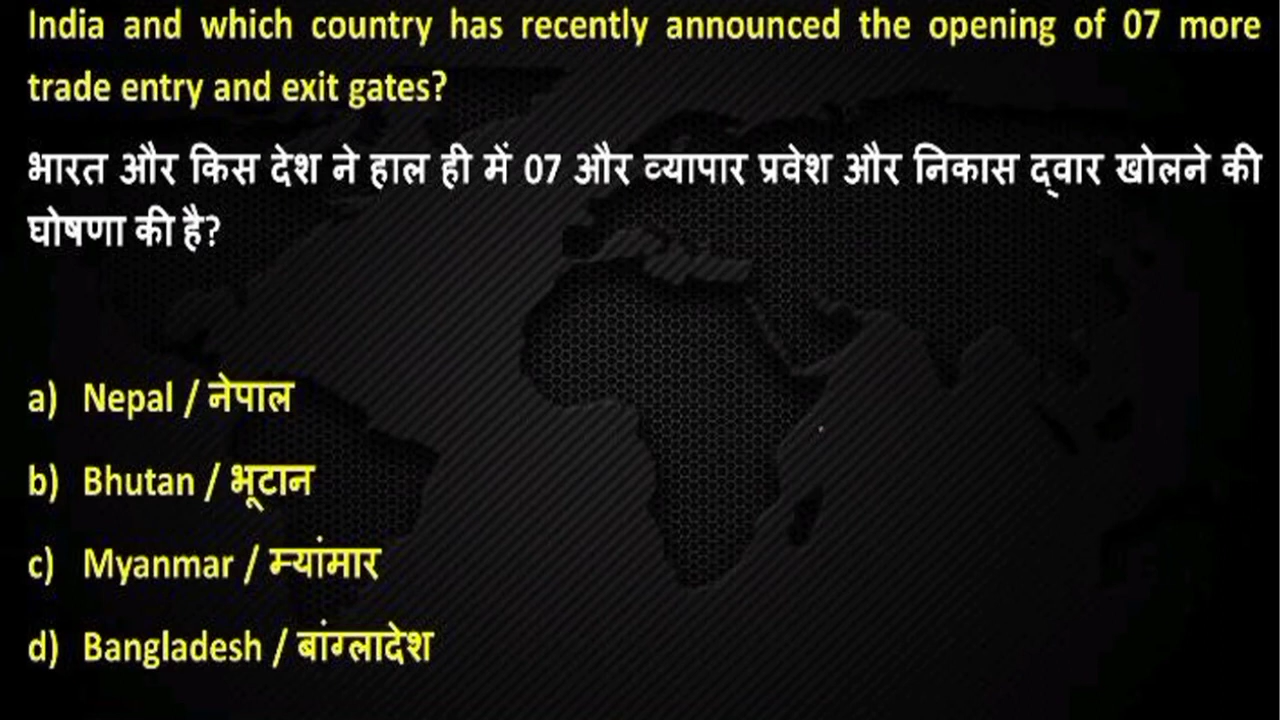 India and which country has recently announced the opening of 07 more
trade entry and exit gates?
भारत और किस देश ने हाल ही में 07 और व्यापार प्रवेश और निकास द्वार खोलने की
घोषणा की है?
a) Nepal / नेपाल
b) Bhutan / भूटान
c) Myanmar / म्यांमार
d) Bangladesh / बांग्लादेश